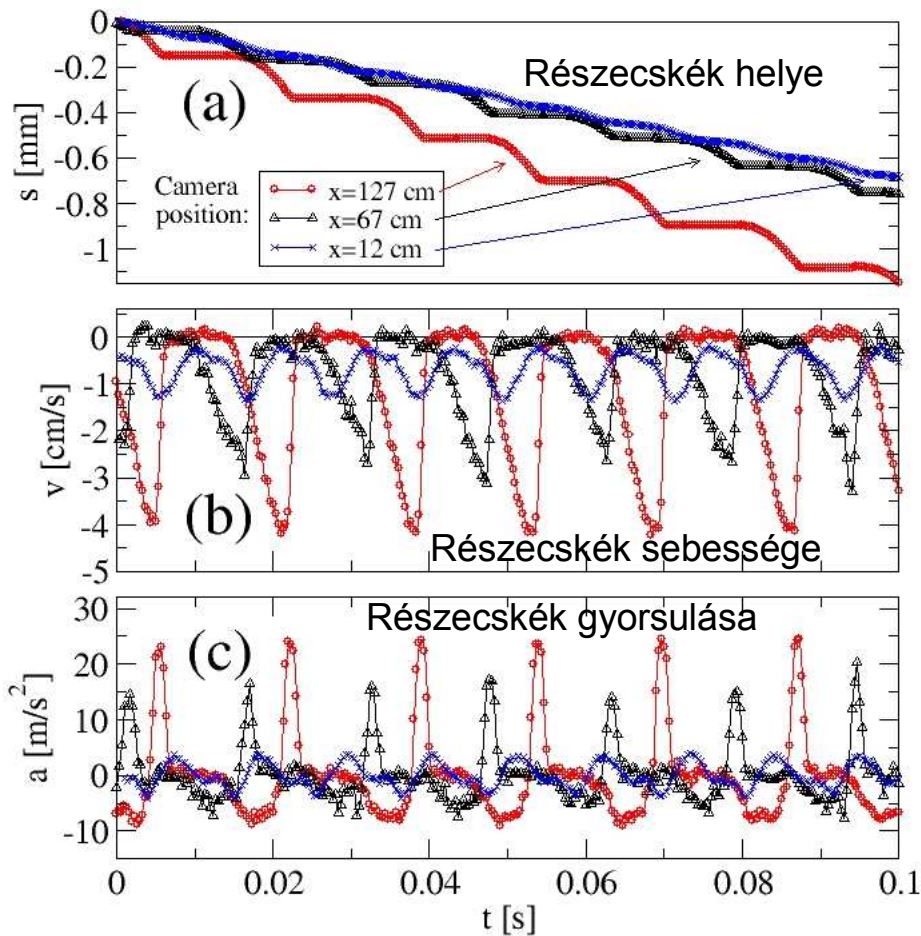 0
-0.2
-0.4
-0.6
-0.8
-1
s [mm]
(a)
Részecskék helye
Camera
position:
x=127 cm
x=67 cm
x=12 cm
0
-1
-2
-3
-4
-5
v [cm/s]
(b)
Részecskék sebessége
30
20
10
0
-10
a [m/s²]
(c)
Részecskék gyorsulása
0 0.02 0.04 0.06 0.08 0.1
t [s]